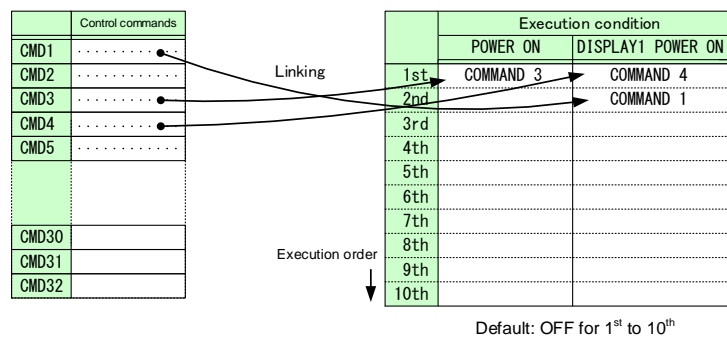 Control commands
CMD1 ··········
CMD2 ··········
CMD3 ··········
CMD4 ··········
CMD5 ··········
CMD30
CMD31
CMD32
Linking
Execution order
Execution condition
POWER ON DISPLAY1 POWER ON
1st COMMAND 3 COMMAND 4
2nd COMMAND 1
3rd
4th
5th
6th
7th
8th
9th
10th
Default: OFF for 1st to 10th